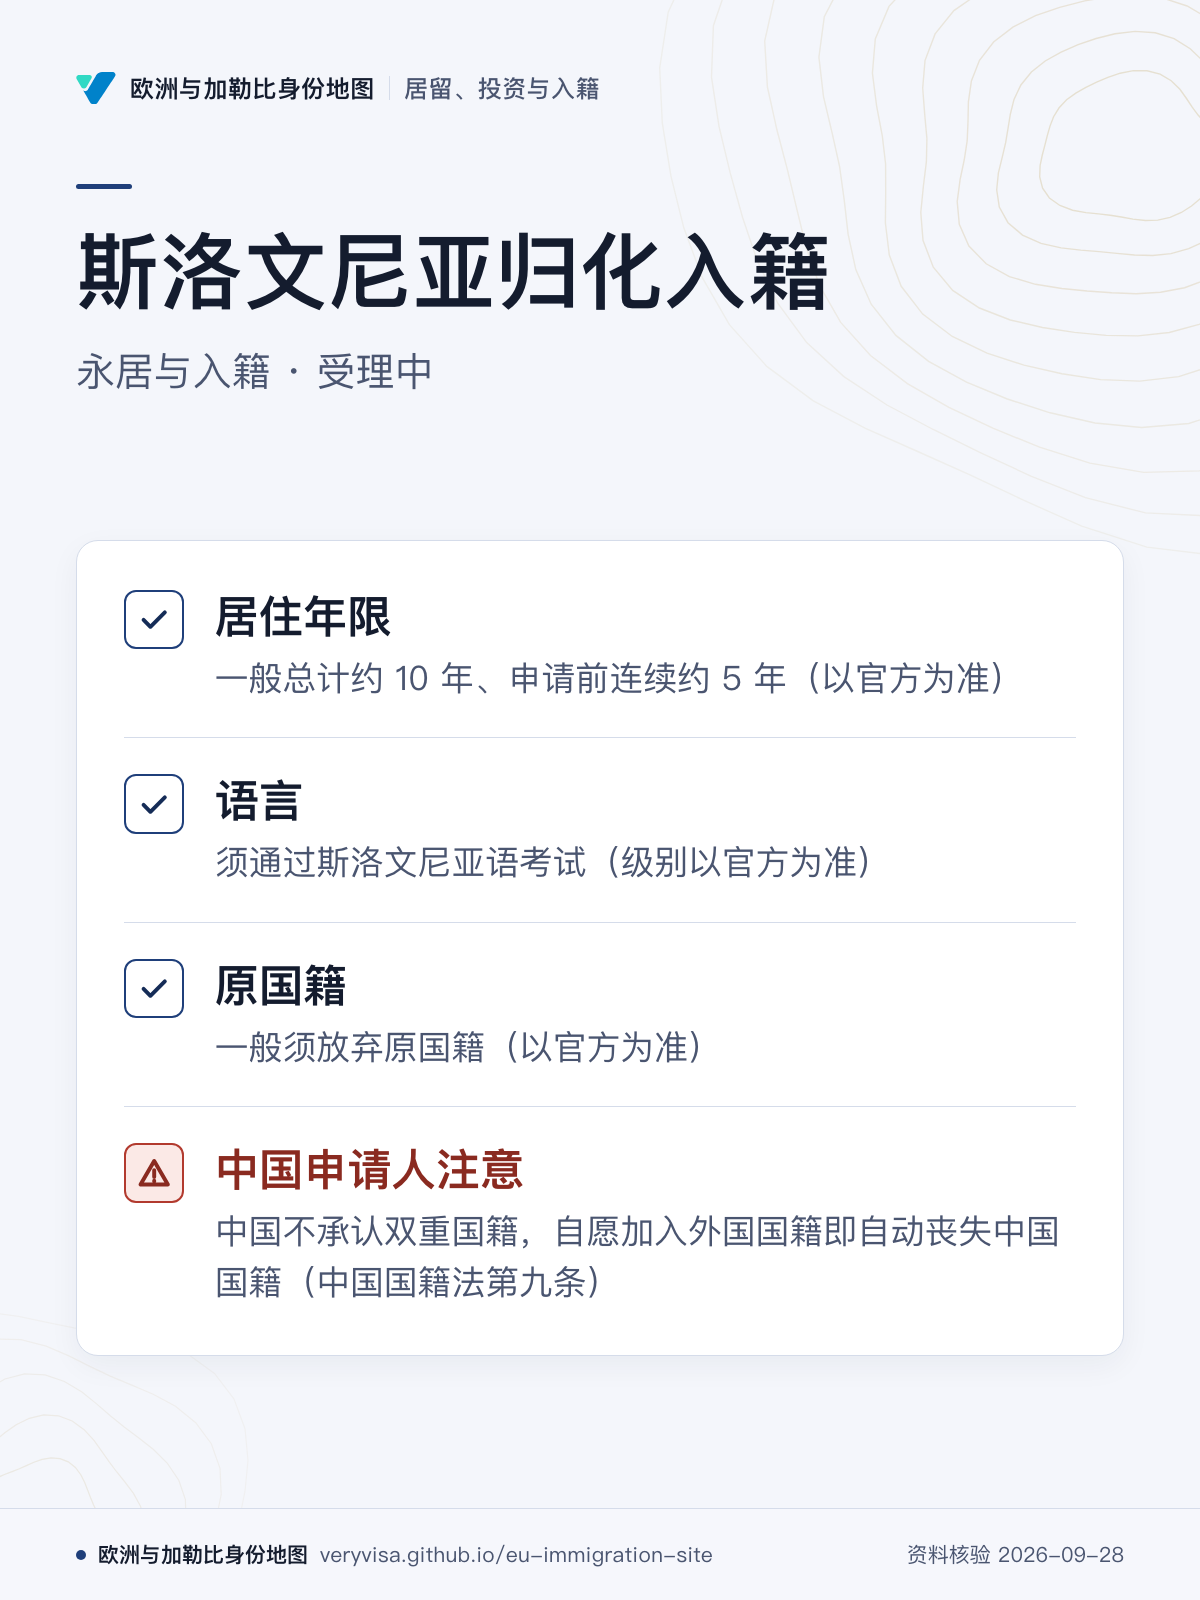 欧洲与加勒比身份地图 居留、投资与入籍
斯洛文尼亚归化入籍
永居与入籍 · 受理中
居住年限
一般总计约 10 年、申请前连续约 5 年（以官方为准）
语言
须通过斯洛文尼亚语考试（级别以官方为准）
原国籍
一般须放弃原国籍（以官方为准）
中国申请人注意
中国不承认双重国籍，自愿加入外国国籍即自动丧失中国
国籍（中国国籍法第九条）
欧洲与加勒比身份地图 veryvisa.github.io/eu-immigration-site 资料核验 2026-09-28